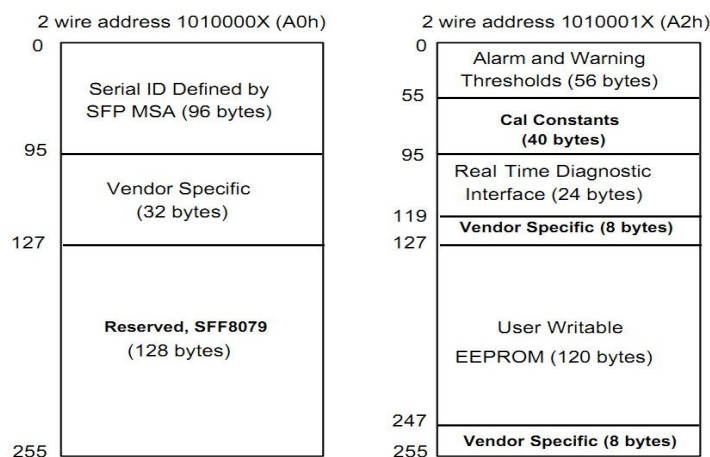 2 wire address 1010000X (A0h)
0
Serial ID Defined by
SFP MSA (96 bytes)
95
Vendor Specific
(32 bytes)
127
Reserved, SFF8079
(128 bytes)
255
2 wire address 1010001X (A2h)
0
Alarm and Warning
Thresholds (56 bytes)
55
Cal Constants
(40 bytes)
95
Real Time Diagnostic
Interface (24 bytes)
119
Vendor Specific (8 bytes)
127
User Writable
EEPROM (120 bytes)
247
Vendor Specific (8 bytes)
255